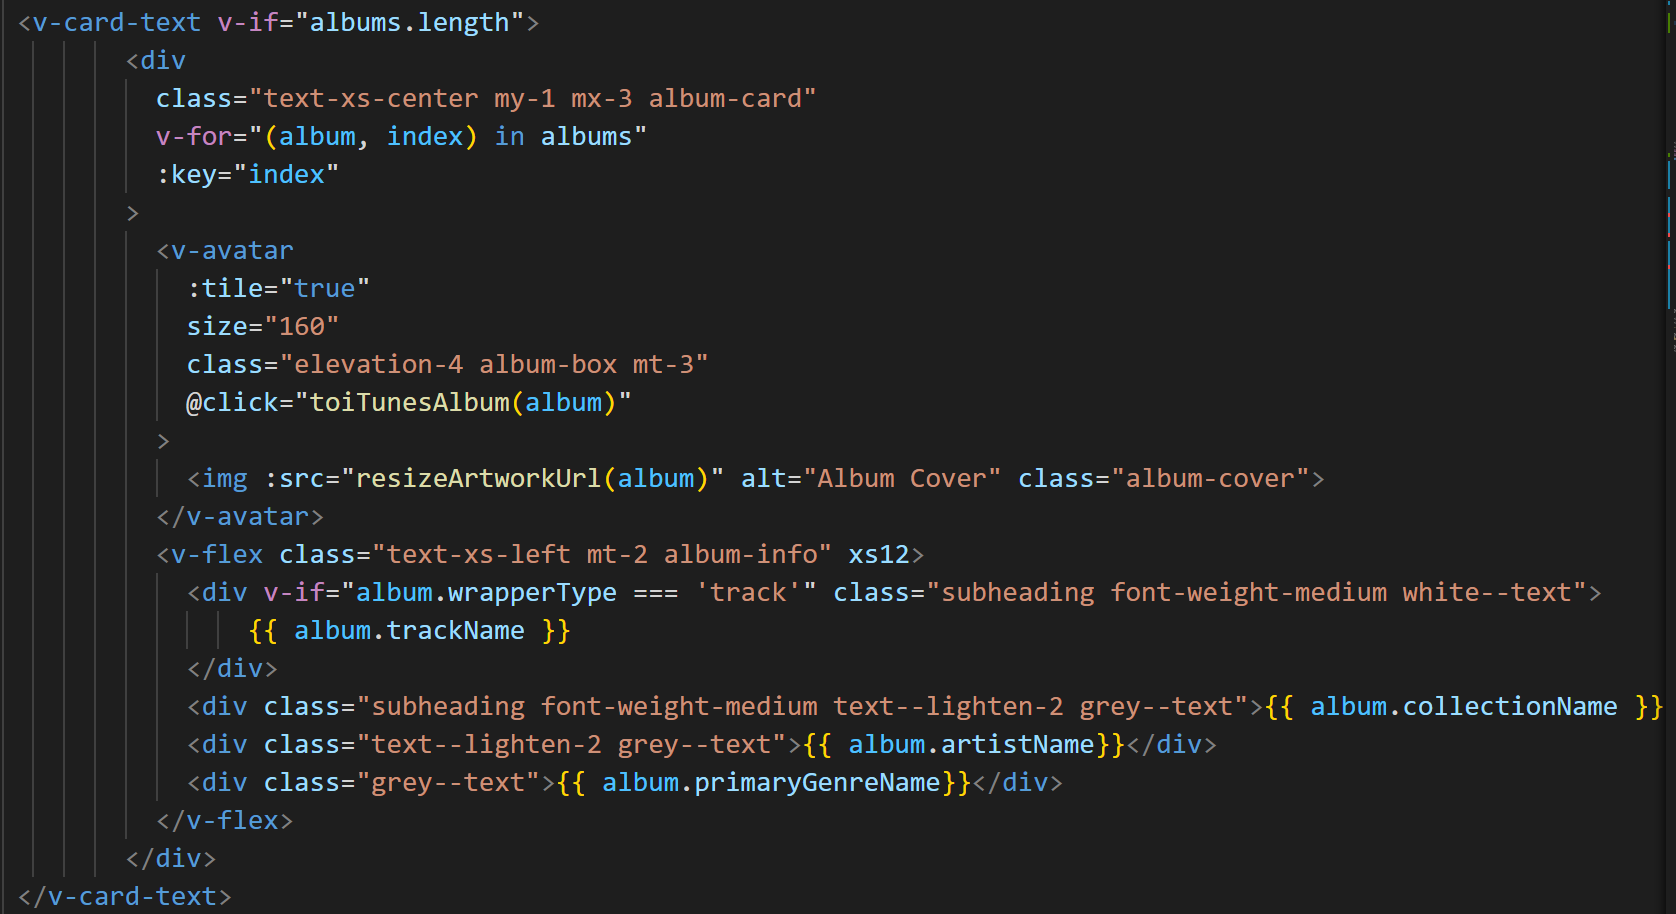 <v-card-text v-if="albums.length">
<div
class="text-xs-center my-1 mx-3 album-card"
v-for="(album, index) in albums"
:key="index"
>
<v-avatar
:tile="true"
size="160"
class="elevation-4 album-box mt-3"
@click="toiTunesAlbum(album)"
>
<img :src="resizeArtworkUrl(album)" alt="Album Cover" class="album-cover">
</v-avatar>
<v-flex class="text-xs-left mt-2 album-info" xs12>
<div v-if="album.wrapperType === 'track'" class="subheading font-weight-medium white--text">
{{ album.trackName }}
</div>
<div class="subheading font-weight-medium text--lighten-2 grey--text">{{ album.collectionName }}
<div class="text--lighten-2 grey--text">{{ album.artistName}}</div>
<div class="grey--text">{{ album.primaryGenreName}}</div>
</v-flex>
</div>
</v-card-text>